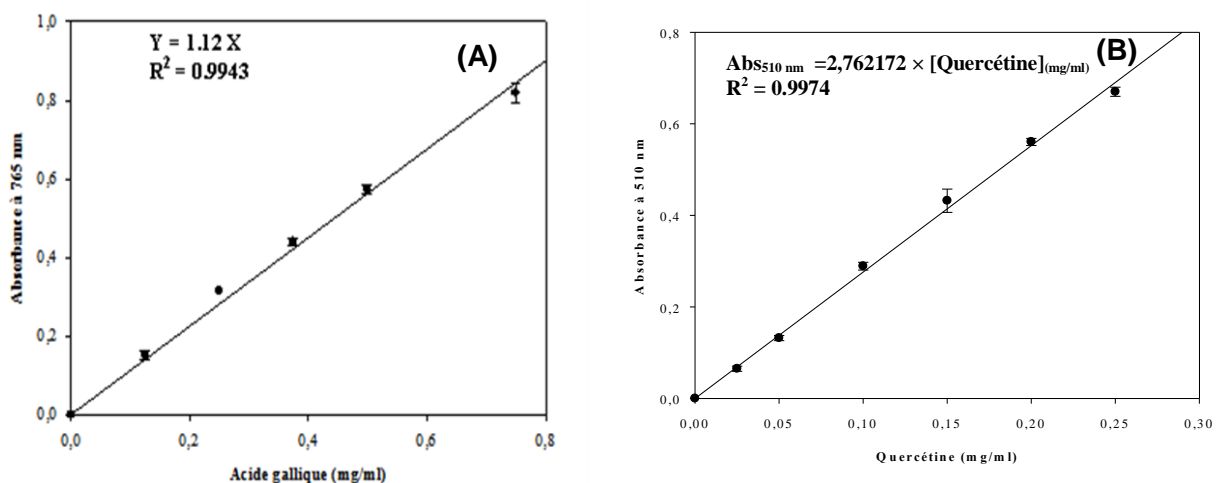 Y = 1.12 X
R² = 0.9943
(A)
1,0
0,8
0,6
0,4
0,2
0,0
0,0 0,2 0,4 0,6 0,8
Absorbance à 765 nm
Acide gallique (mg/ml)
(B)
Abs510 nm =2,762172 × [Quercétine](mg/ml)
R² = 0.9974
0,8
0,6
0,4
0,2
0,0
0,00 0,05 0,10 0,15 0,20 0,25 0,30
Absorbance à 510 nm
Quercétine (mg/ml)